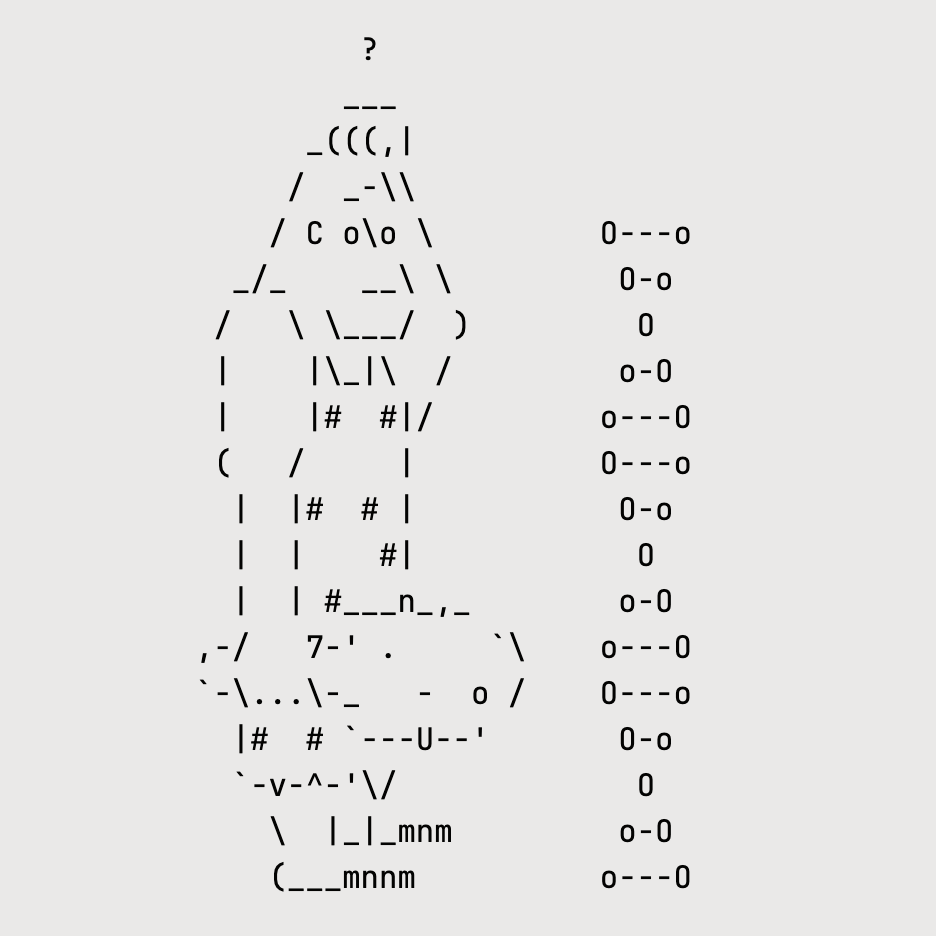 ?
        ___
      _(((,|
     /  _-\\
    / C o\o \         O---o
  _/_    __\ \         O-o
 /   \ \___/  )         O
 |    |\_|\  /         o-O
 |    |#  #|/         o---O
 (   /     |          O---o
  |  |#  # |           O-o
  |  |    #|            O
  |  | #___n_,_        o-O
,-/   7-' .     `\    o---O
`-\...\-_   -  o /    O---o
  |#  # `---U--'       O-o
  `-v-^-'\/             O
    \  |_|_mnm         o-O
    (___mnnm          o---O